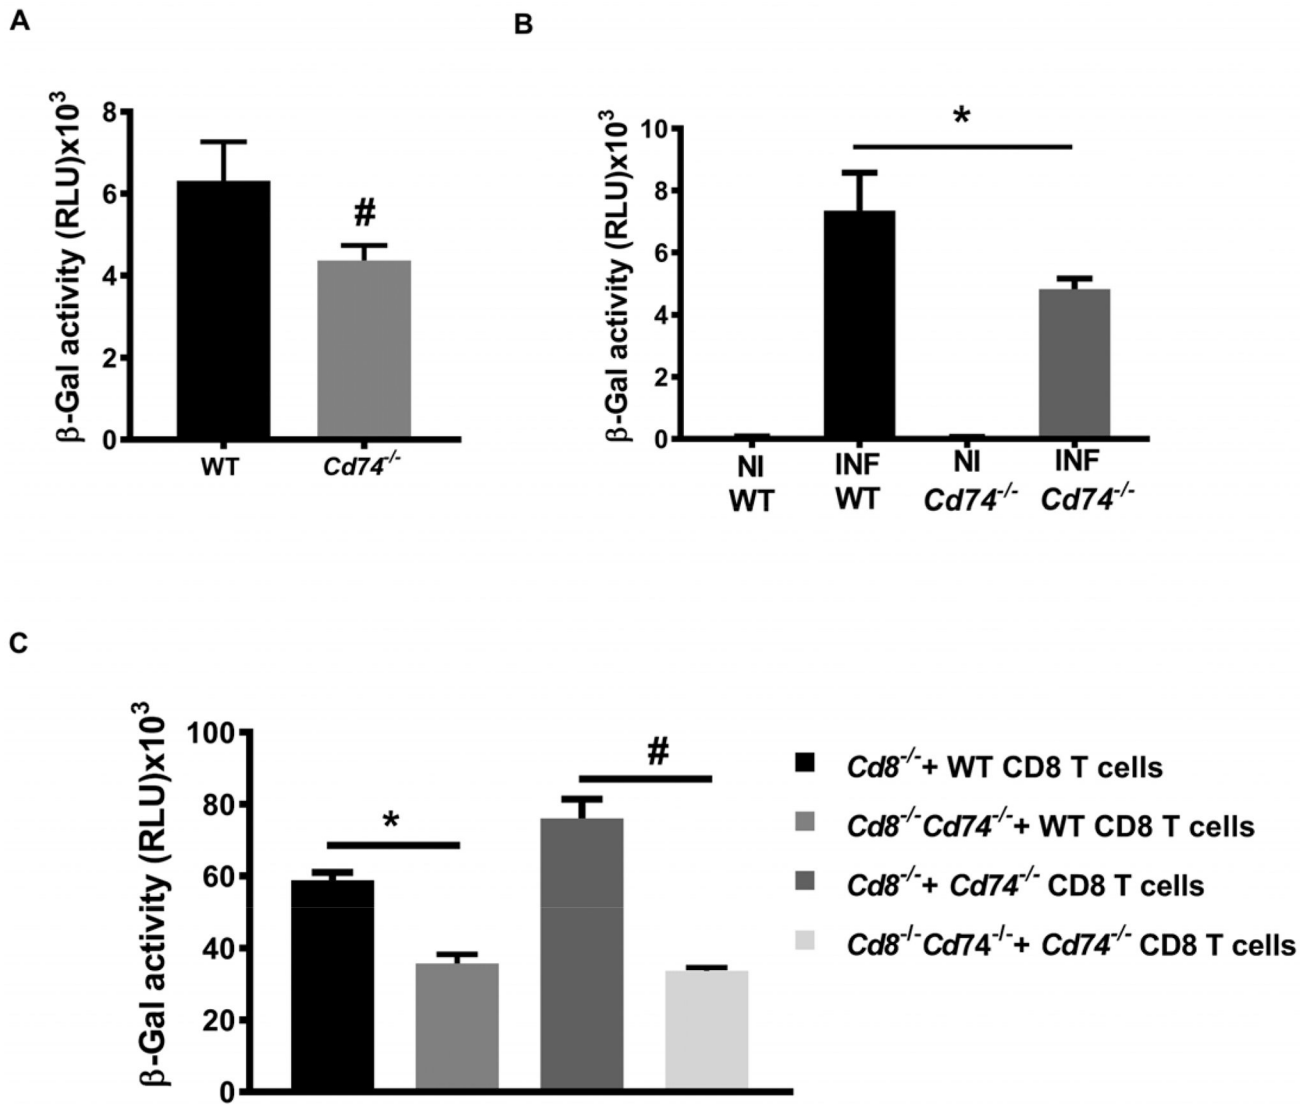 A
B
β-Gal activity (RLU)x10³
8
6
4
2
0
#
WT
Cd74-/-
β-Gal activity (RLU)x10³
10
8
6
4
2
0
*
NI INF NI INF
WT WT Cd74-/- Cd74-/-
C
β-Gal activity (RLU)x10³
100
80
60
40
20
0
*
#
Cd8-/-+ WT CD8 T cells
Cd8-/-Cd74-/-+ WT CD8 T cells
Cd8-/-+ Cd74-/- CD8 T cells
Cd8-/-Cd74-/-+ Cd74-/- CD8 T cells